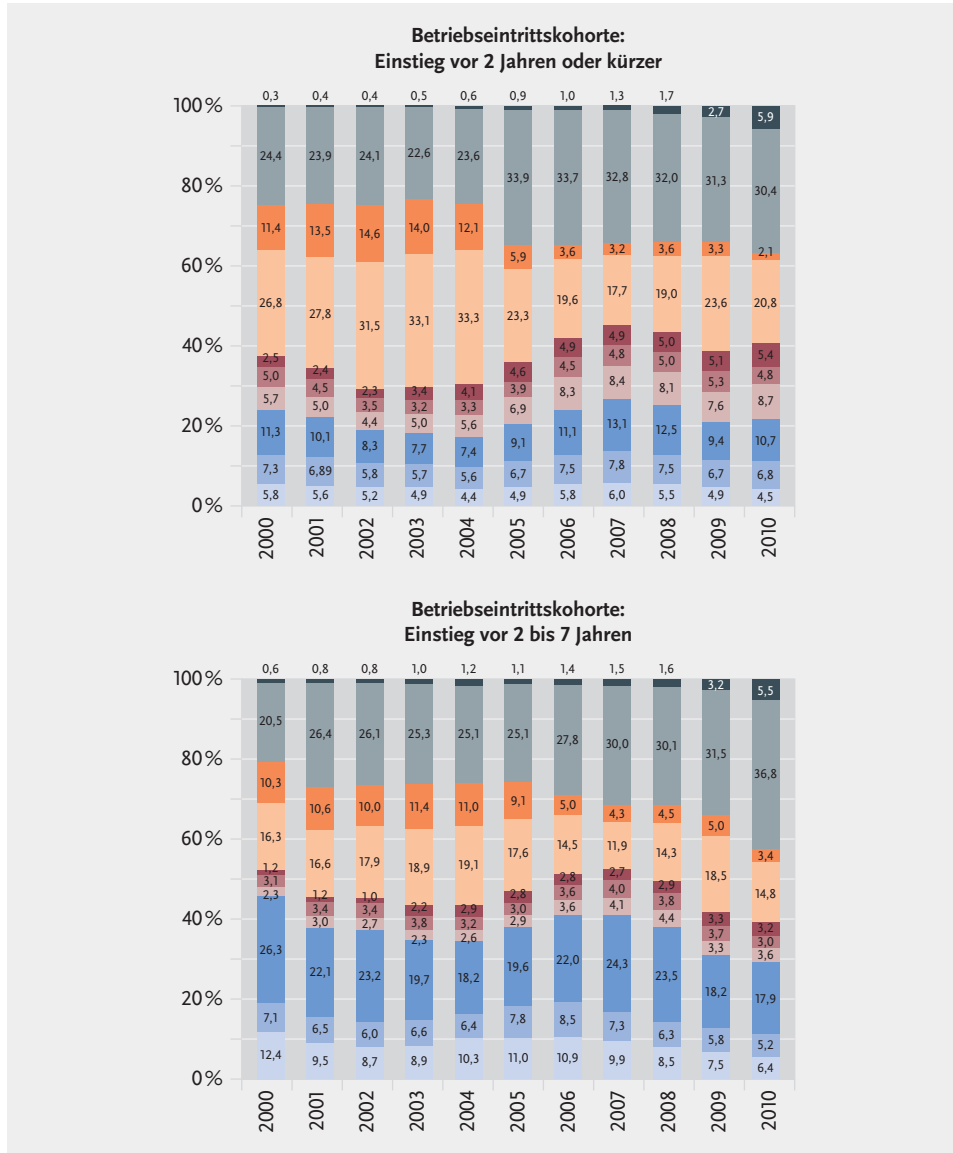 Betriebseintrittskohorte:
Einstieg vor 2 Jahren oder kürzer
0,3 0,4 0,4 0,5 0,6 0,9 1,0 1,3 1,7 2,7 5,9
100 %
24,4 23,9 24,1 22,6 23,6 33,9 33,7 32,8 32,0 31,3 30,4
80 %
11,4 13,5 14,6 14,0 12,1 5,9 3,6 3,2 3,6 3,3 2,1
60 %
26,8 27,8 31,5 33,1 33,3 23,3 19,6 17,7 19,0 23,6 20,8
40 %
2,5 2,4 2,3 3,4 4,1 4,6 4,9 4,9 5,0 5,1 5,4
5,0 4,5 3,5 3,2 3,3 3,9 4,5 4,8 5,0 5,3 4,8
5,7 5,0 4,4 5,0 5,6 6,9 8,3 8,4 8,1 7,6 8,7
20 %
11,3 10,1 8,3 7,7 7,4 9,1 11,1 13,1 12,5 9,4 10,7
7,3 6,89 5,8 5,7 5,6 6,7 7,5 7,8 7,5 6,7 6,8
5,8 5,6 5,2 4,9 4,4 4,9 5,8 6,0 5,5 4,9 4,5
0 %
2000 2001 2002 2003 2004 2005 2006 2007 2008 2009 2010
Betriebseintrittskohorte:
Einstieg vor 2 bis 7 Jahren
0,6 0,8 0,8 1,0 1,2 1,1 1,4 1,5 1,6 3,2 5,5
100 %
20,5 26,4 26,1 25,3 25,1 25,1 27,8 30,0 30,1 31,5 36,8
80 %
10,3 10,6 10,0 11,4 11,0 9,1 5,0 4,3 4,5 5,0 3,4
60 %
16,3 16,6 17,9 18,9 19,1 17,6 14,5 11,9 14,3 18,5 14,8
1,2 1,2 1,0 2,2 2,9 2,8 2,8 2,7 2,9 3,3 3,2
3,1 3,4 3,4 3,8 3,2 3,0 3,6 4,0 3,8 3,7 3,0
2,3 3,0 2,7 2,3 2,6 2,9 3,6 4,1 4,4 3,3 3,6
40 %
26,3 22,1 23,2 19,7 18,2 19,6 22,0 24,3 23,5 18,2 17,9
20 %
7,1 6,5 6,0 6,6 6,4 7,8 8,5 7,3 6,3 5,8 5,2
12,4 9,5 8,7 8,9 10,3 11,0 10,9 9,9 8,5 7,5 6,4
0 %
2000 2001 2002 2003 2004 2005 2006 2007 2008 2009 2010